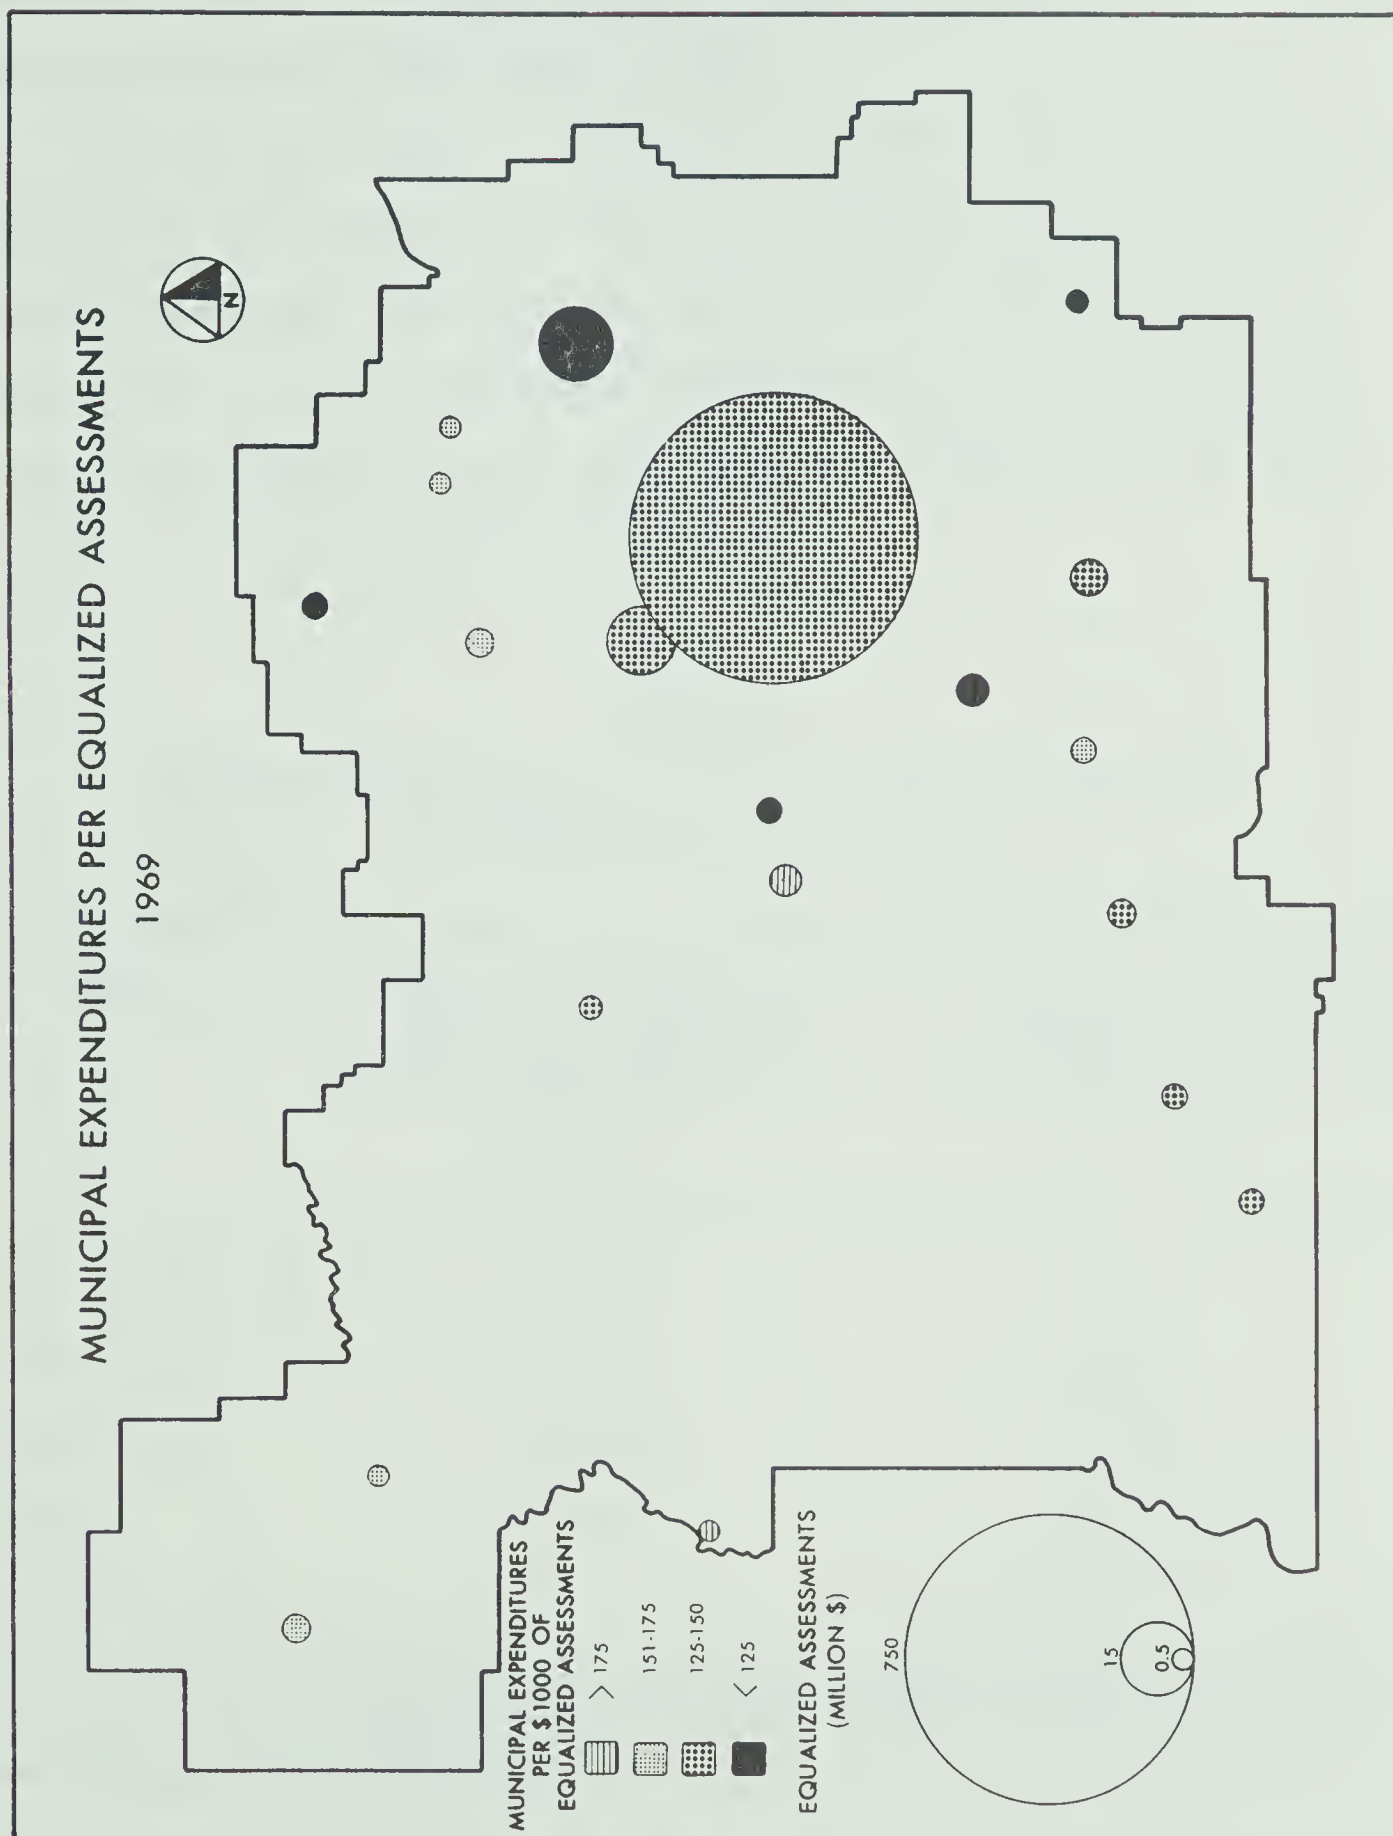 MUNICIPAL EXPENDITURES PER EQUALIZED ASSESSMENTS
1969
N
MUNICIPAL EXPENDITURES
PER $1000 OF
EQUALIZED ASSESSMENTS
> 175
151-175
125-150
< 125
EQUALIZED ASSESSMENTS
(MILLION $)
750
15
0.5